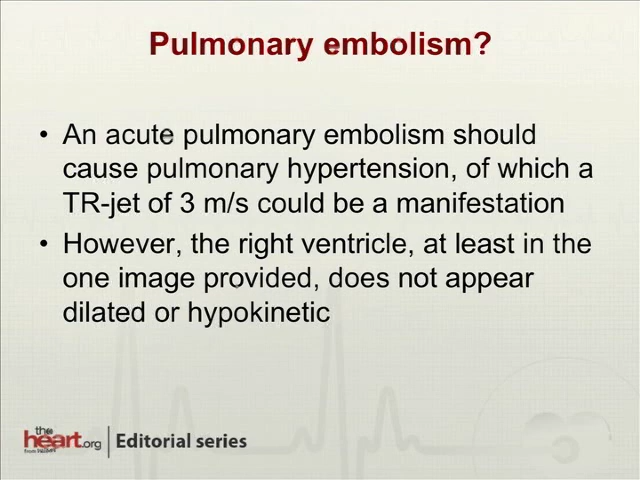 Pulmonary embolism?
• An acute pulmonary embolism should
cause pulmonary hypertension, of which a
TR-jet of 3 m/s could be a manifestation
• However, the right ventricle, at least in the
one image provided, does not appear
dilated or hypokinetic
the
heart.org
Editorial series